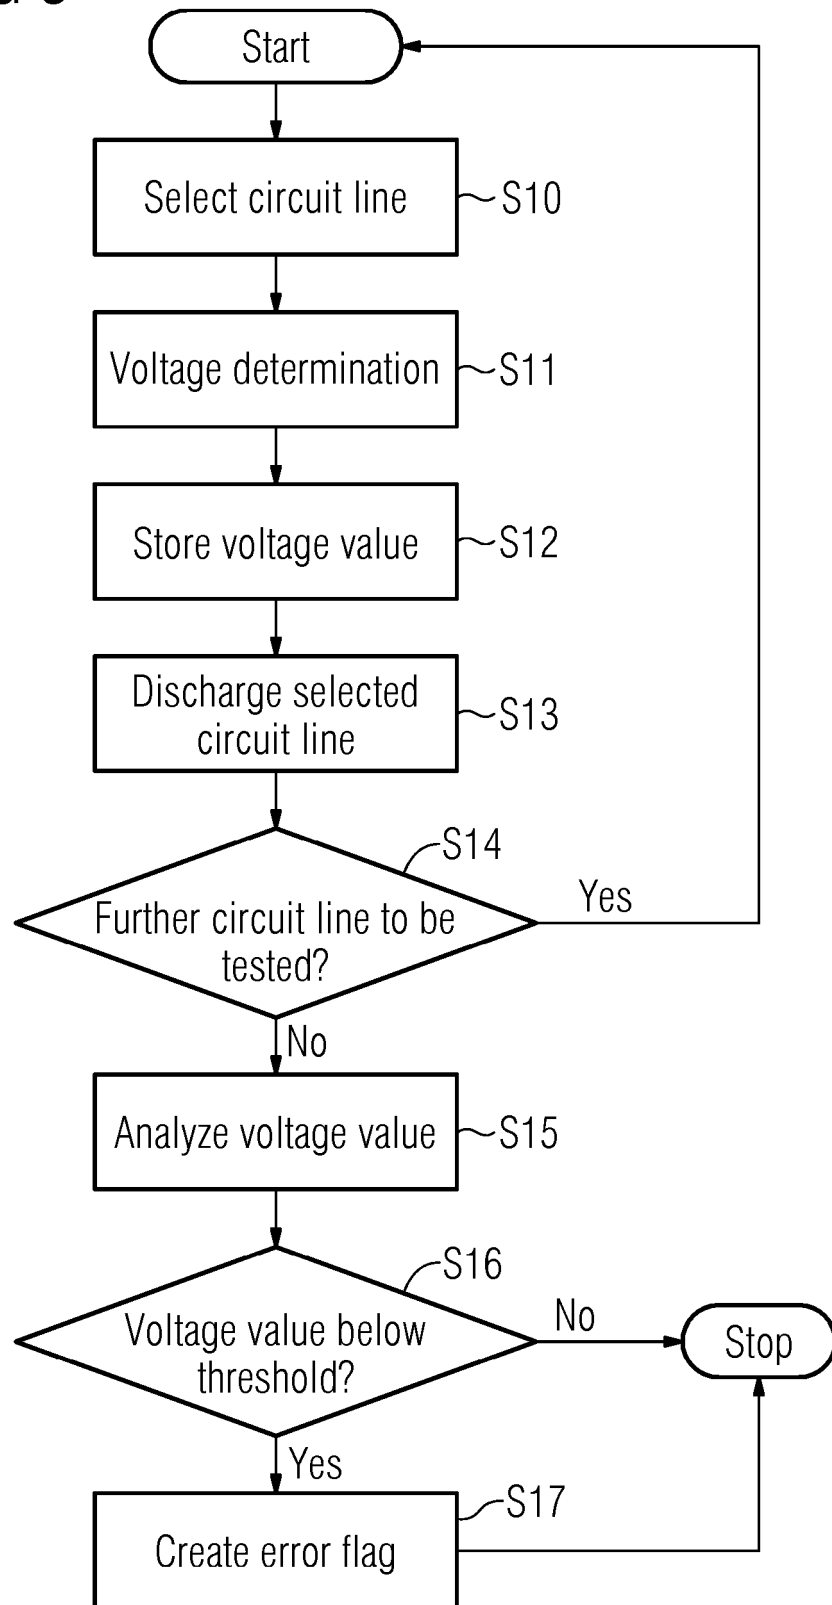 Start
Select circuit line
S10
Voltage determination
S11
Store voltage value
S12
Discharge selected
circuit line
S13
S14
Further circuit line to be
tested?
Yes
No
Analyze voltage value
S15
S16
Voltage value below
threshold?
No
Stop
Yes
S17
Create error flag